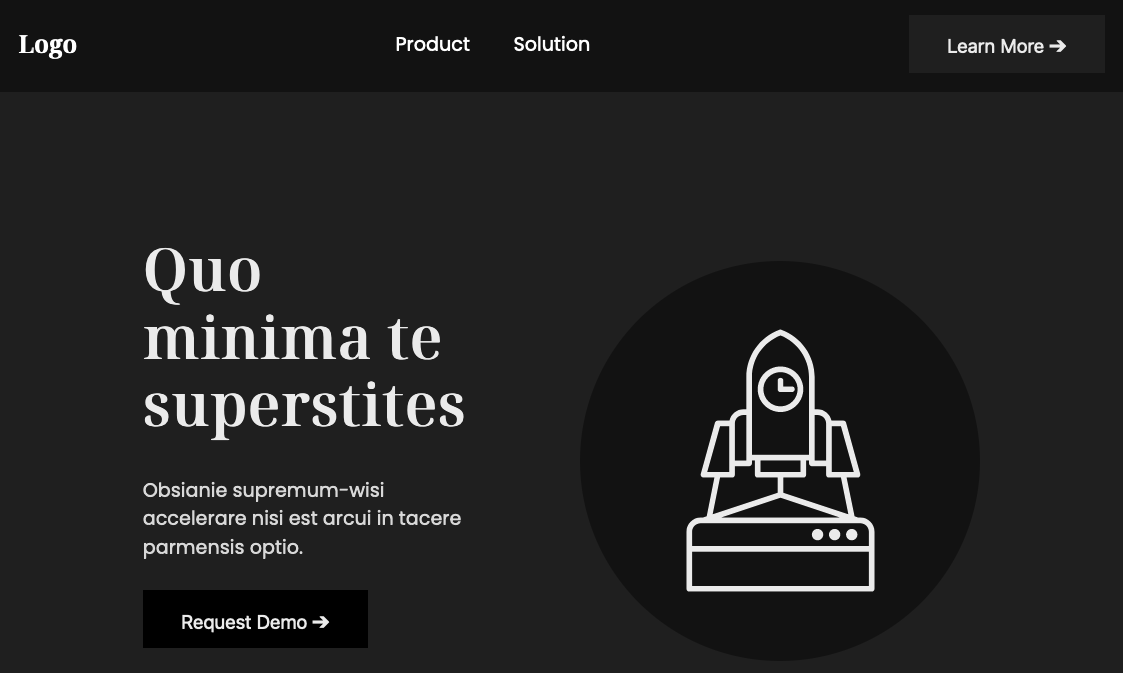 Logo
Product
Solution
Learn More ➔
Quo
minima te
superstites
Obsianie supremum-wisi
accelerare nisi est arcui in tacere
parmensis optio.
Request Demo ➔